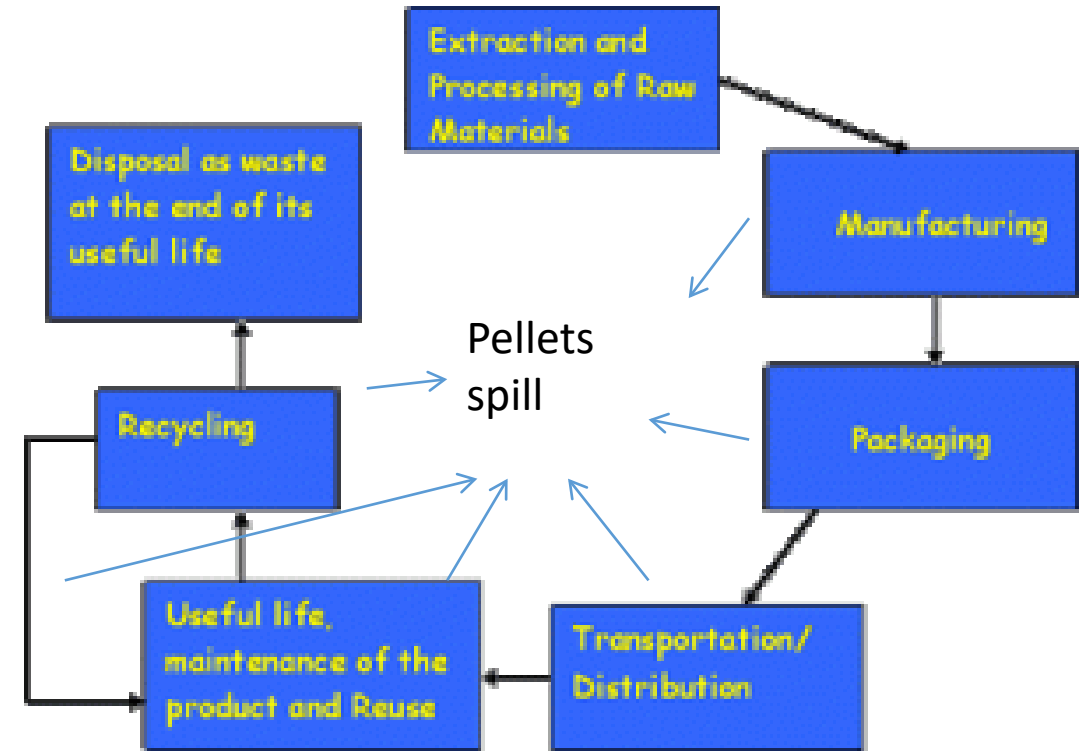 Extraction and
Processing of Raw
Materials
Disposal as waste
at the end of its
useful life
Manufacturing
Pellets
spill
Recycling
Packaging
Useful life,
maintenance of the
product and Reuse
Transportation/
Distribution